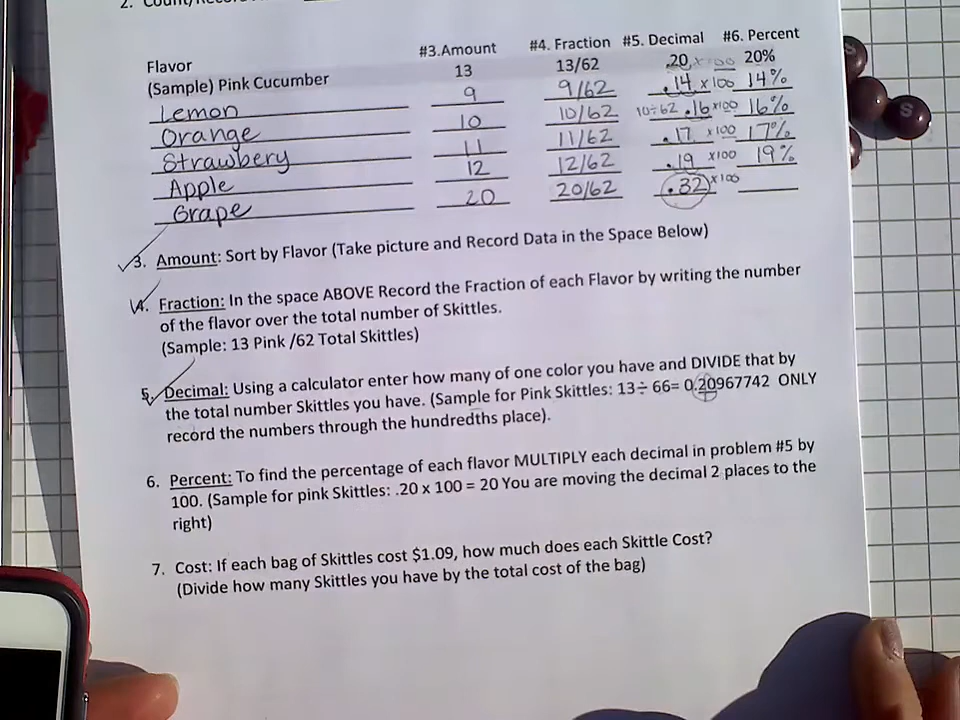 2. Count/Record
Flavor #3.Amount #4. Fraction #5. Decimal #6. Percent
(Sample) Pink Cucumber 13 13/62 .20 x 100 20%
Lemon 9 9/62 .14 x100 14%
Orange 10 10/62 10÷62 .16 x100 16%
Strawbery 11 11/62 .17 x100 17%
Apple 12 12/62 .19 x100 19%
Grape 20 20/62 .32 x100
3. Amount: Sort by Flavor (Take picture and Record Data in the Space Below)
4. Fraction: In the space ABOVE Record the Fraction of each Flavor by writing the number
of the flavor over the total number of Skittles.
(Sample: 13 Pink /62 Total Skittles)
5. Decimal: Using a calculator enter how many of one color you have and DIVIDE that by
the total number Skittles you have. (Sample for Pink Skittles: 13÷ 66= 0.20967742 ONLY
record the numbers through the hundredths place).
6. Percent: To find the percentage of each flavor MULTIPLY each decimal in problem #5 by
100. (Sample for pink Skittles: .20 x 100 = 20 You are moving the decimal 2 places to the
right)
7. Cost: If each bag of Skittles cost $1.09, how much does each Skittle Cost?
(Divide how many Skittles you have by the total cost of the bag)